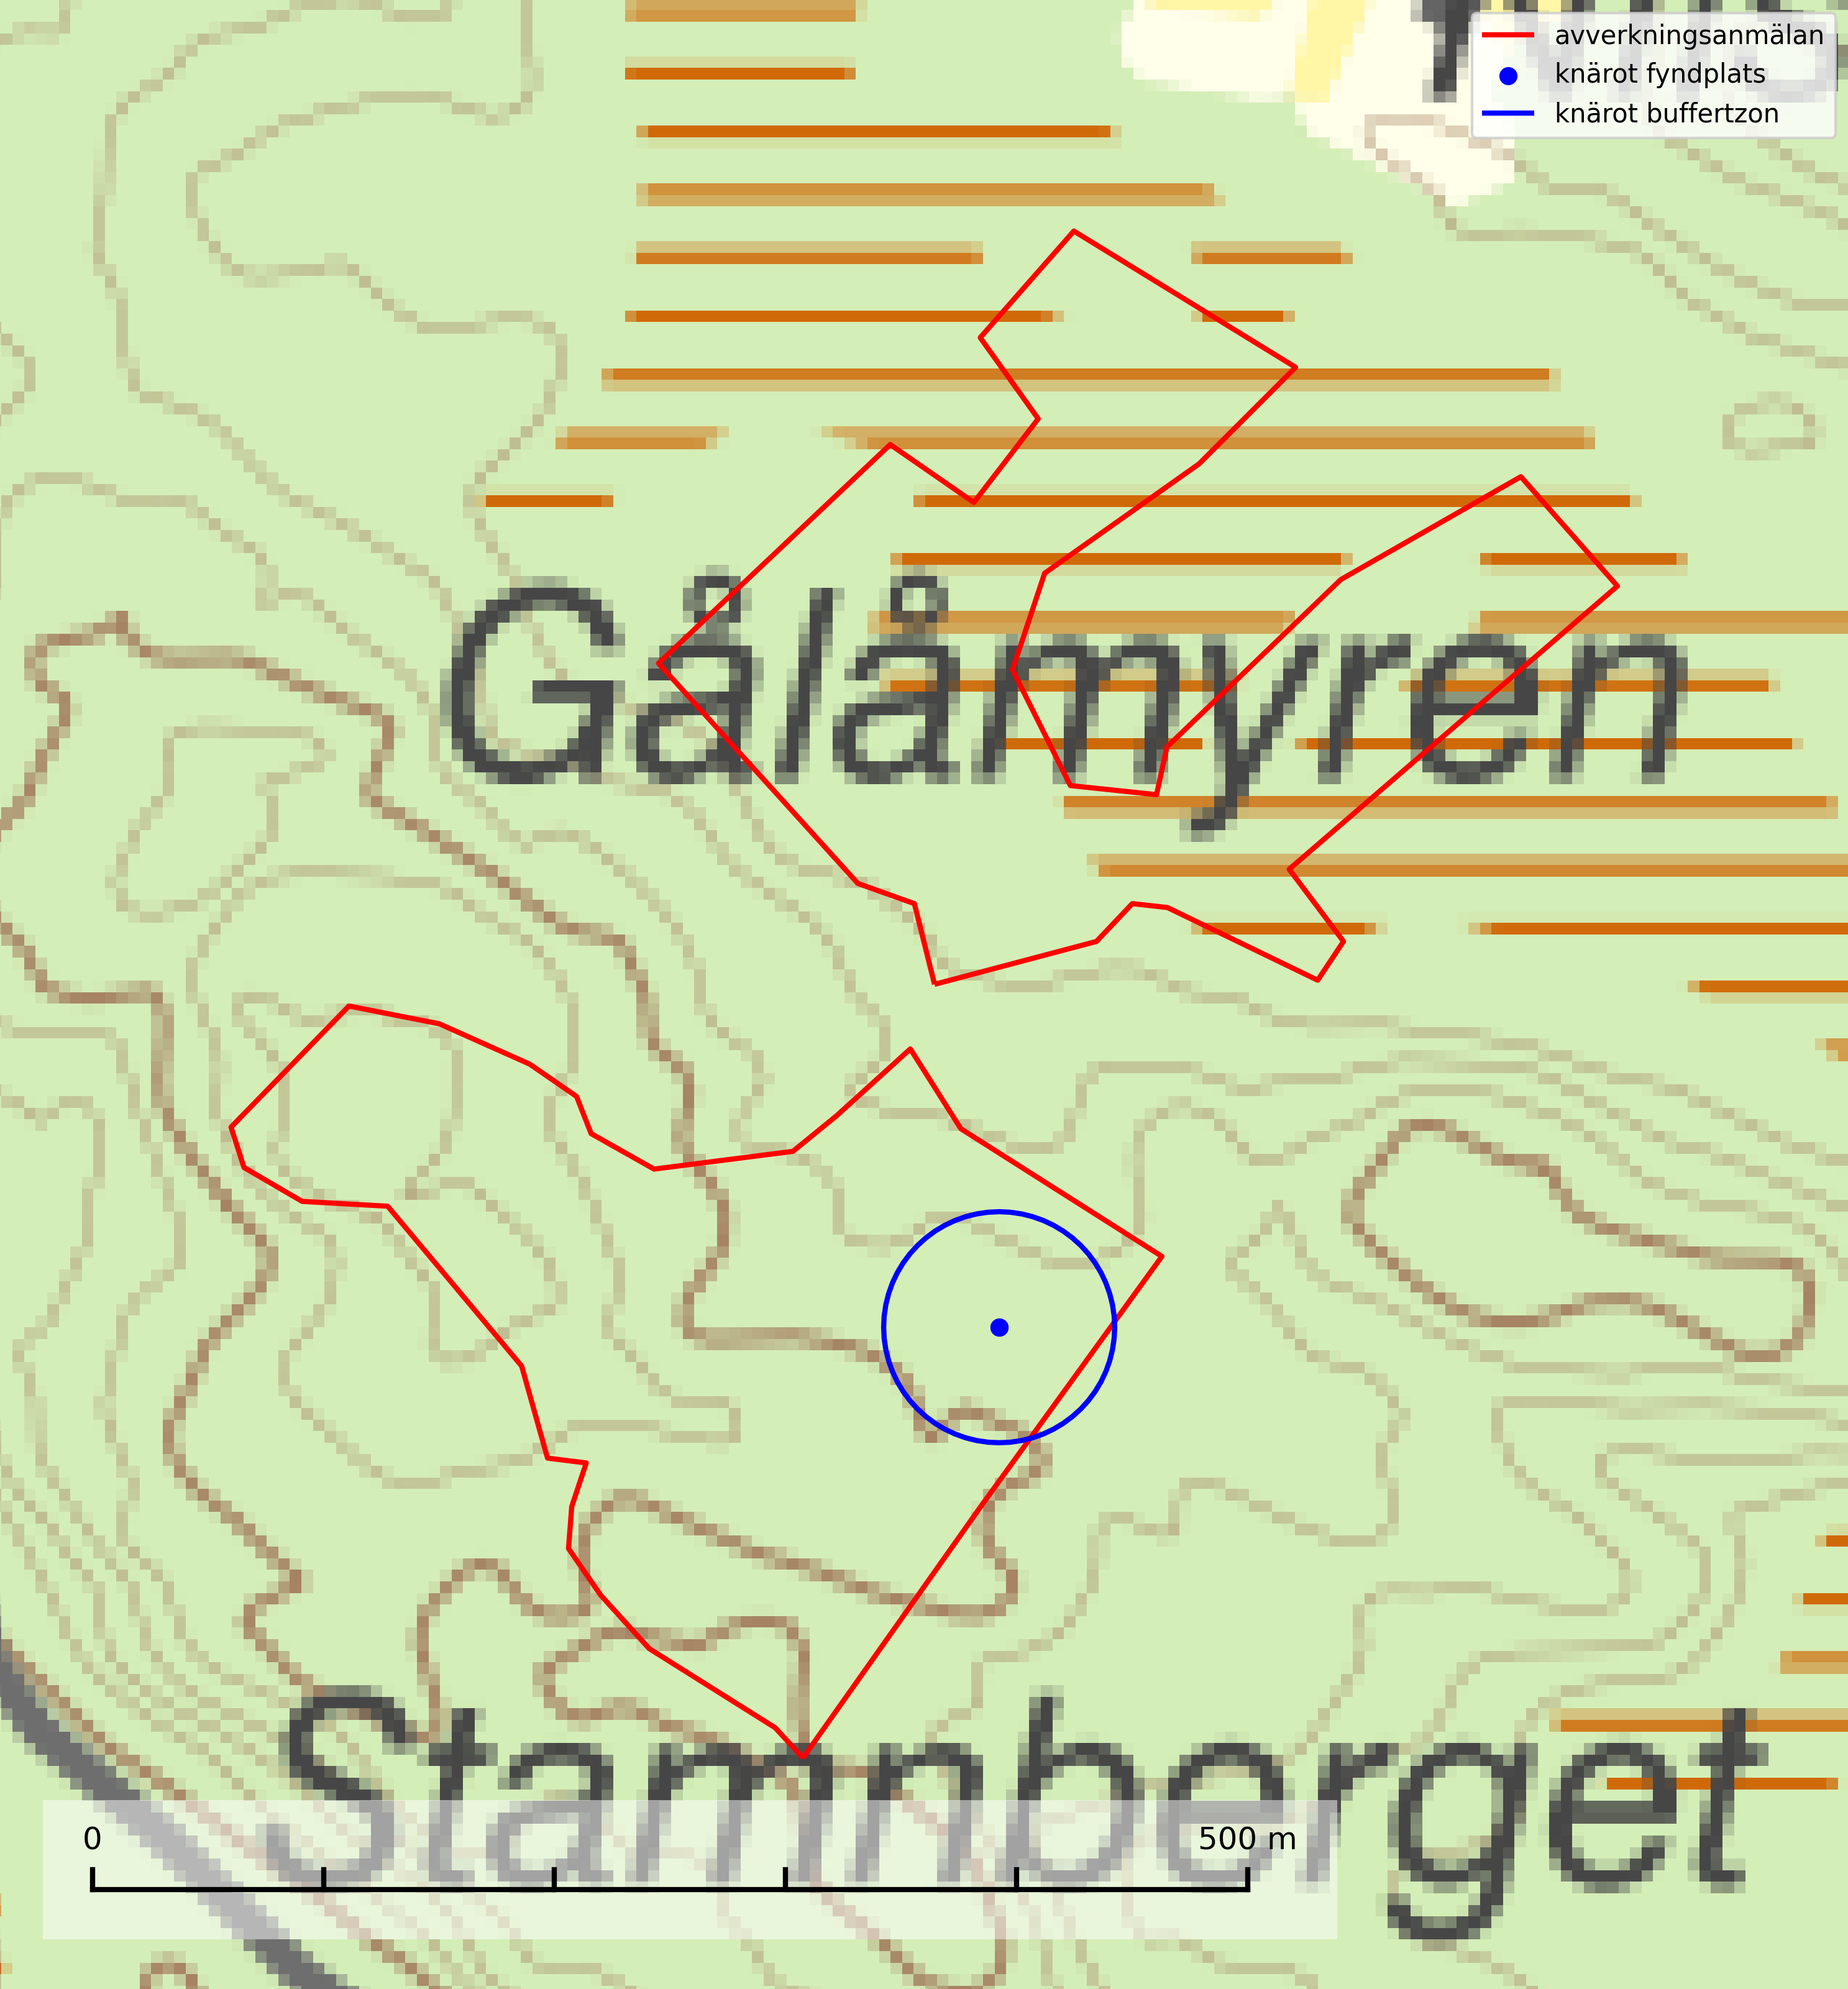 avverkningsanmälan
knärot fyndplats
knärot buffertzon
Gålåmyren
Stamnberget
0 500 m